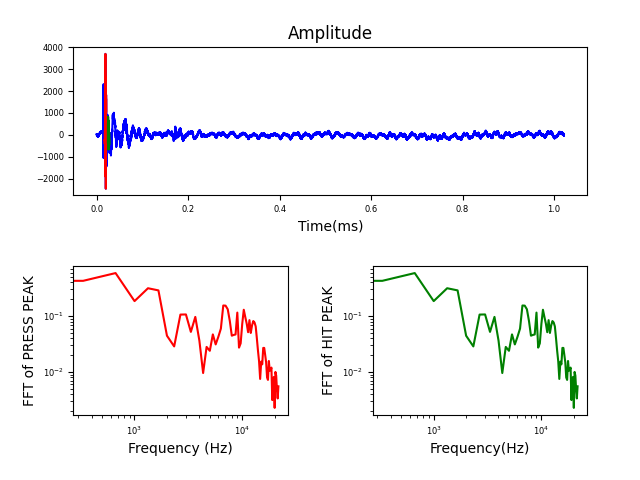 Amplitude
4000
3000
2000
1000
0
−1000
−2000
0.0 0.2 0.4 0.6 0.8 1.0
Time(ms)
FFT of PRESS PEAK
10⁻¹
10⁻²
10³ 10⁴
Frequency (Hz)
FFT of HIT PEAK
10⁻¹
10⁻²
10³ 10⁴
Frequency(Hz)